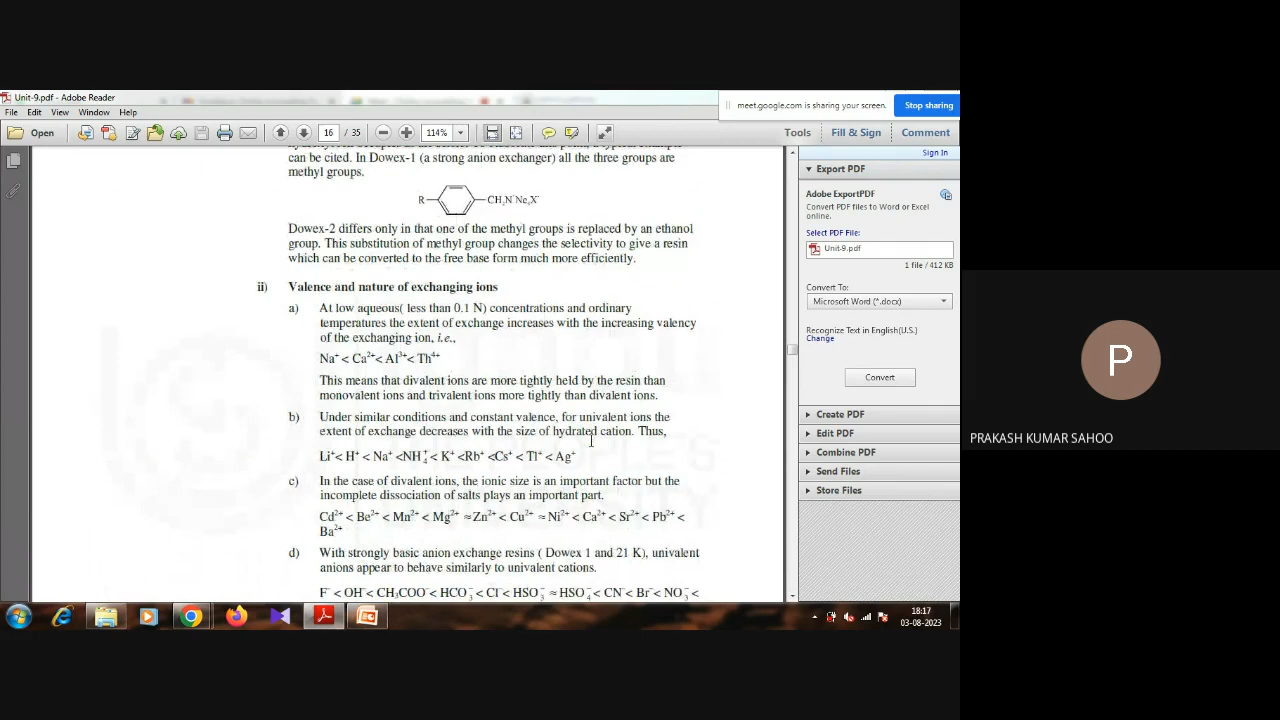 Unit-9.pdf - Adobe Reader
File Edit View Window Help
meet.google.com is sharing your screen. Stop sharing
Open 16 / 35 114% Tools Fill & Sign Comment
Sign In
can be cited. In Dowex-1 (a strong anion exchanger) all the three groups are
methyl groups.
R
Dowex-2 differs only in that one of the methyl groups is replaced by an ethanol
group. This substitution of methyl group changes the selectivity to give a resin
which can be converted to the free base form much more efficiently.
ii) Valence and nature of exchanging ions
a) At low aqueous( less than 0.1 N) concentrations and ordinary
temperatures the extent of exchange increases with the increasing valency
of the exchanging ion, i.e.,
Na⁺ < Ca²⁺< Al³⁺< Th⁴⁺
This means that divalent ions are more tightly held by the resin than
monovalent ions and trivalent ions more tightly than divalent ions.
b) Under similar conditions and constant valence, for univalent ions the
extent of exchange decreases with the size of hydrated cation. Thus,
Li⁺< H⁺ < Na⁺ <NH₄⁺< K⁺ <Rb⁺ <Cs⁺ < Tl⁺ < Ag⁺
c) In the case of divalent ions, the ionic size is an important factor but the
incomplete dissociation of salts plays an important part.
Cd²⁺ < Be²⁺ < Mn²⁺ < Mg²⁺ ≈ Zn²⁺ < Cu²⁺ ≈ Ni²⁺ < Ca²⁺ < Sr²⁺ < Pb²⁺ <
Ba²⁺
d) With strongly basic anion exchange resins ( Dowex 1 and 21 K), univalent
anions appear to behave similarly to univalent cations.
F⁻ < OH⁻< CH₃COO⁻ < HCO₃⁻ < Cl⁻< HSO₃⁻ ≈ HSO₄⁻ < CN⁻ < Br⁻ < NO₃⁻ <
Export PDF
Adobe ExportPDF
Convert PDF files to Word or Excel
online.
Select PDF File:
Unit-9.pdf
1 file / 412 KB
Convert To:
Microsoft Word (*.docx)
Recognize Text in English(U.S.)
Change
Convert
Create PDF
Edit PDF
Combine PDF
Send Files
Store Files
P
PRAKASH KUMAR SAHOO
18:17
03-08-2023